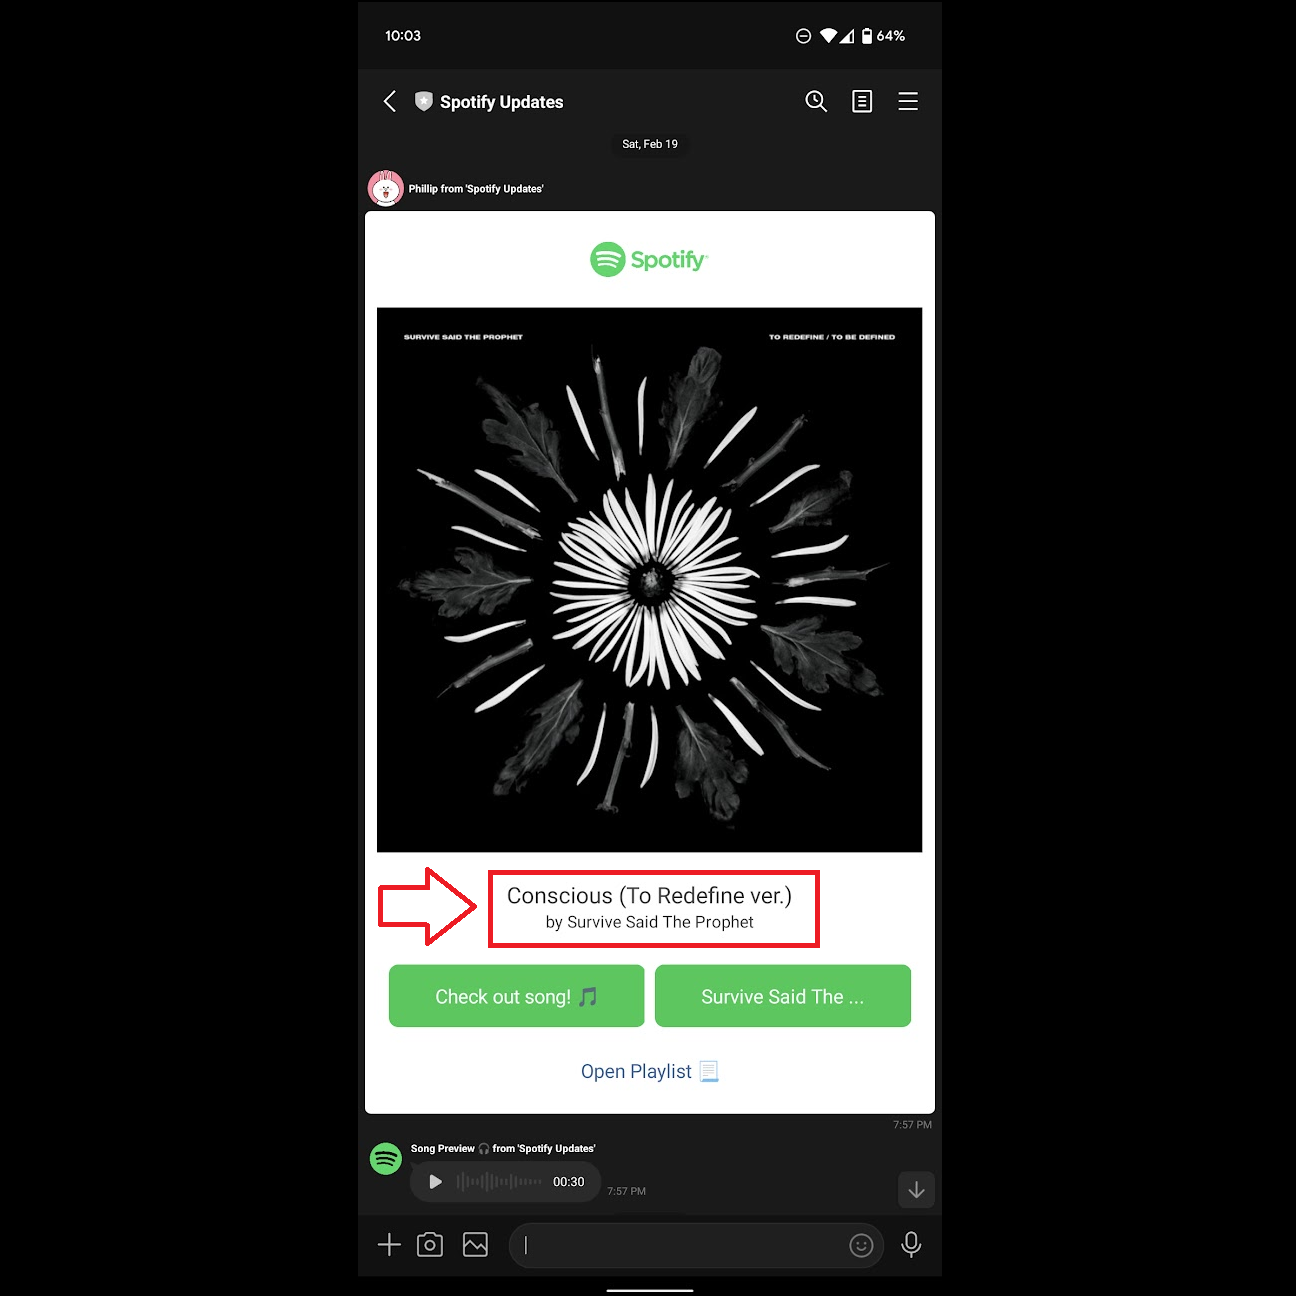 10:03
64%
Spotify Updates
Sat, Feb 19
Phillip from 'Spotify Updates'
Spotify
SURVIVE SAID THE PROPHET
TO REDEFINE / TO BE DEFINED
Conscious (To Redefine ver.)
by Survive Said The Prophet
Check out song! 🎵
Survive Said The ...
Open Playlist 📃
7:57 PM
Song Preview 🎧 from 'Spotify Updates'
00:30
7:57 PM